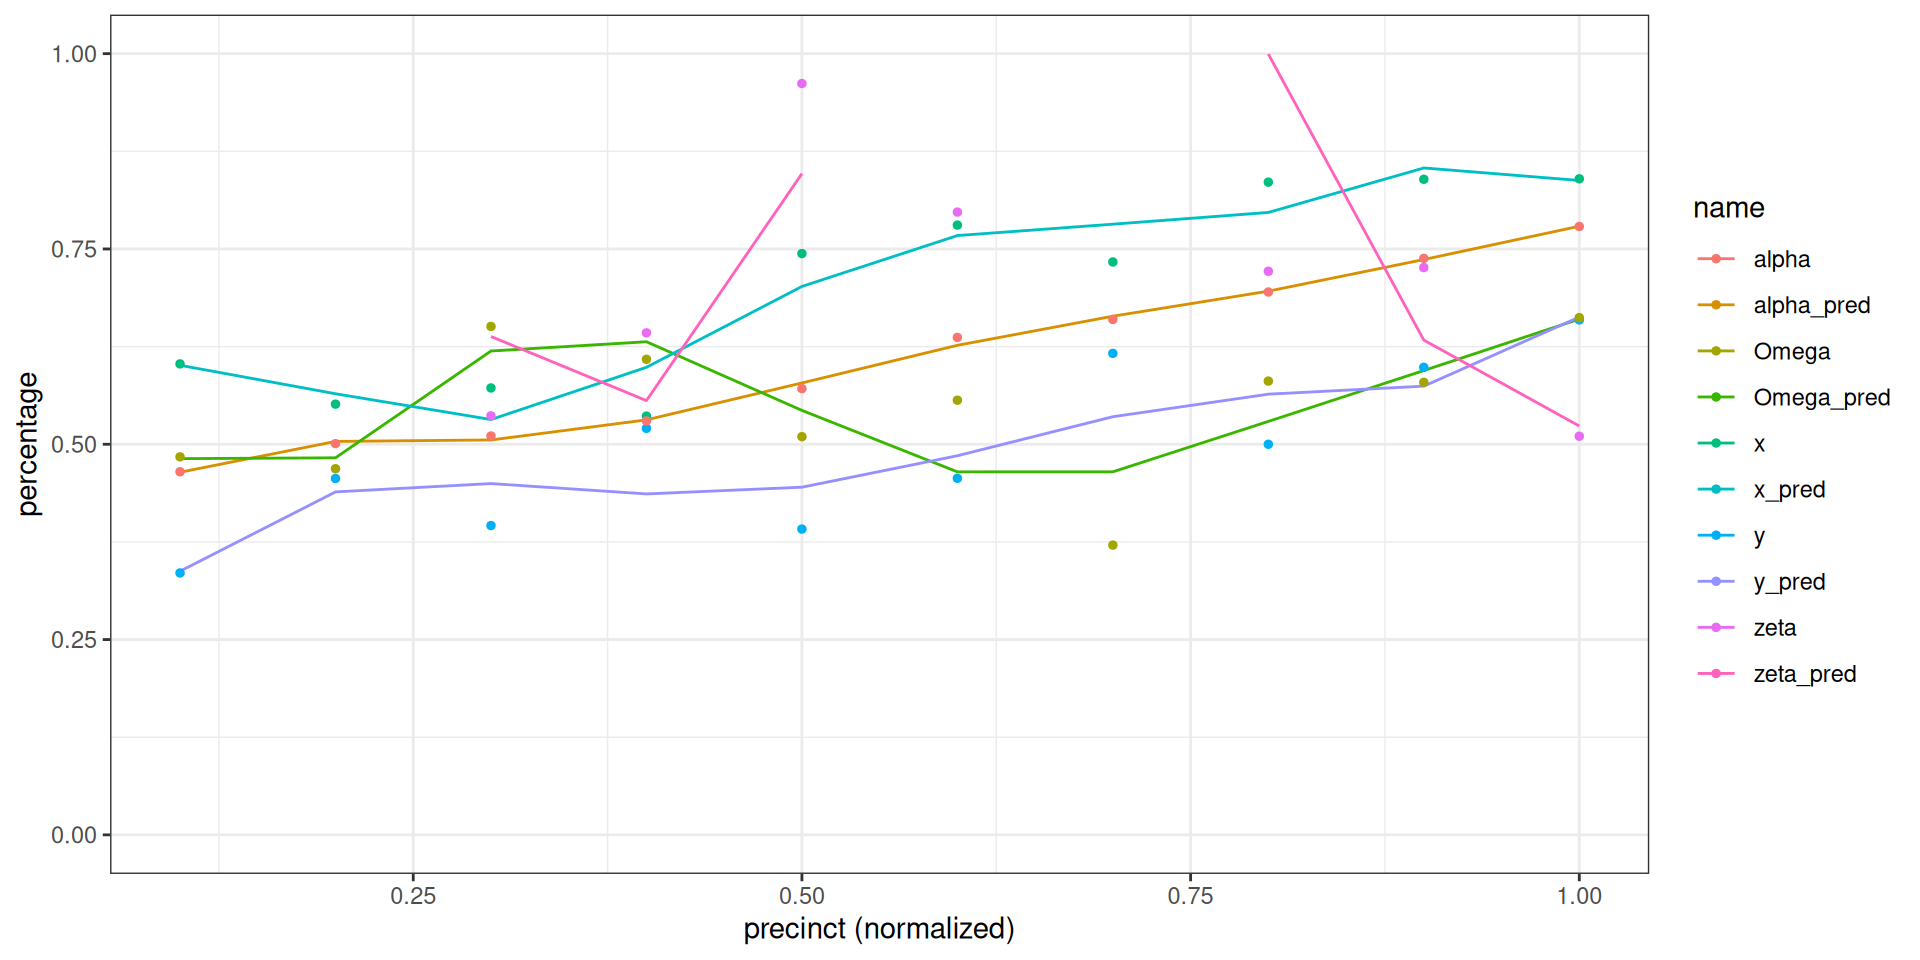 1.00
0.75
0.50
0.25
0.00
percentage
0.25
0.50
0.75
1.00
precinct (normalized)
name
alpha
alpha_pred
Omega
Omega_pred
x
x_pred
y
y_pred
zeta
zeta_pred